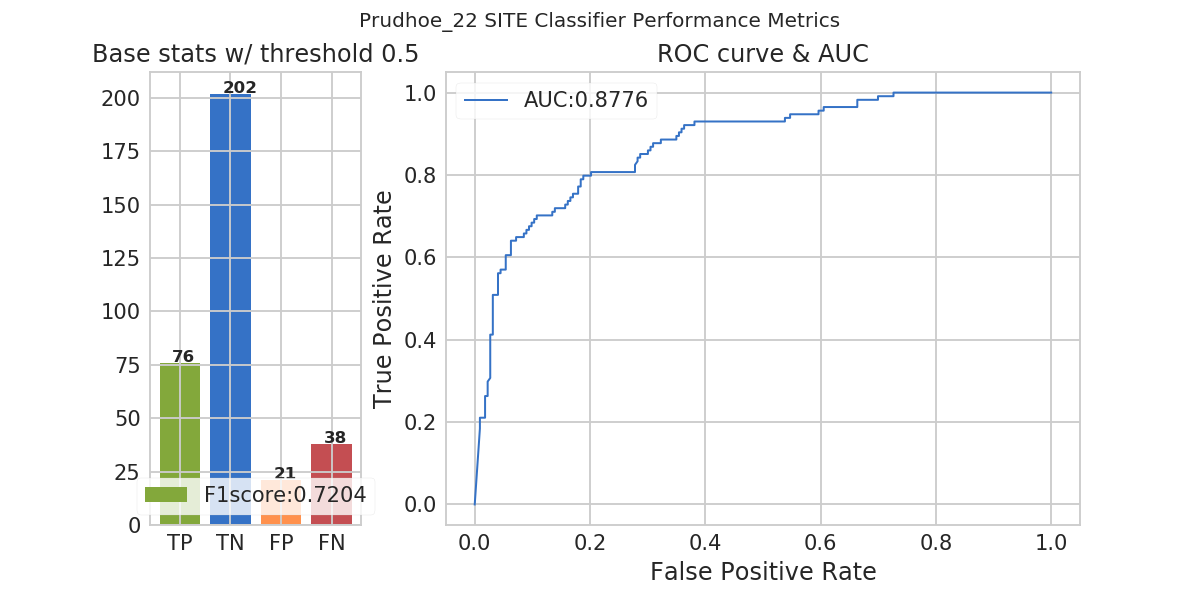 Prudhoe_22 SITE Classifier Performance Metrics
Base stats w/ threshold 0.5
200
175
150
125
100
75
50
25
0
76
202
21
38
F1score:0.7204
TP TN FP FN
ROC curve & AUC
AUC:0.8776
True Positive Rate
1.0
0.8
0.6
0.4
0.2
0.0
0.0 0.2 0.4 0.6 0.8 1.0
False Positive Rate